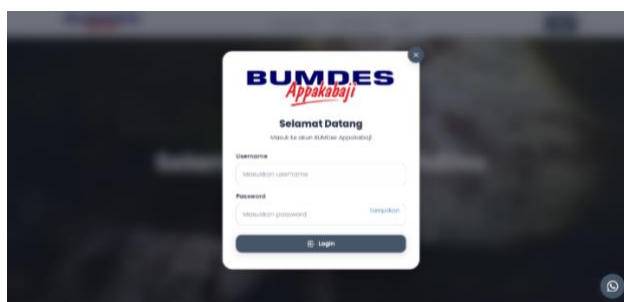 BUMDES
Appakabaji
Selamat Datang
Masuk ke akun BUMDes Appakabaji
Username
Masukkan username
Password
Masukkan password
Tampilkan
Login